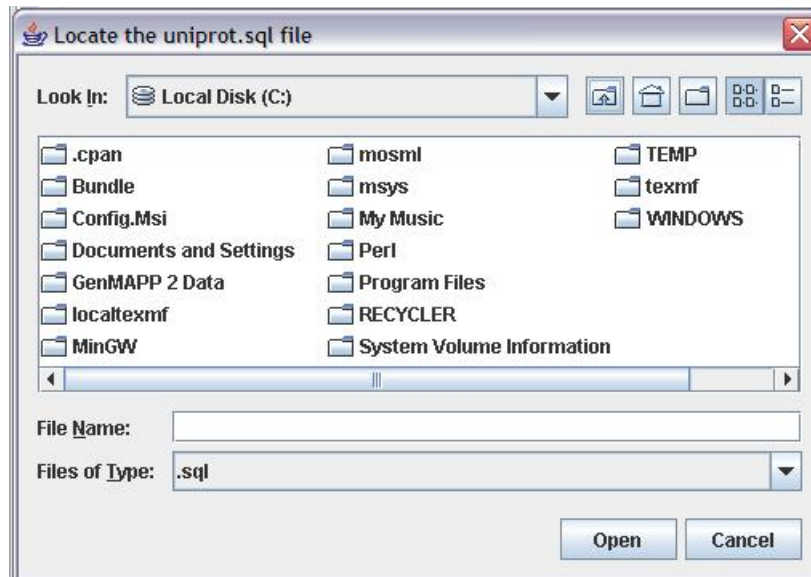 Locate the uniprot.sql file
Look In: Local Disk (C:)
.cpan
Bundle
Config.Msi
Documents and Settings
GenMAPP 2 Data
localtexmf
MinGW
mosml
msys
My Music
Perl
Program Files
RECYCLER
System Volume Information
TEMP
texmf
WINDOWS
File Name:
Files of Type: .sql
Open Cancel